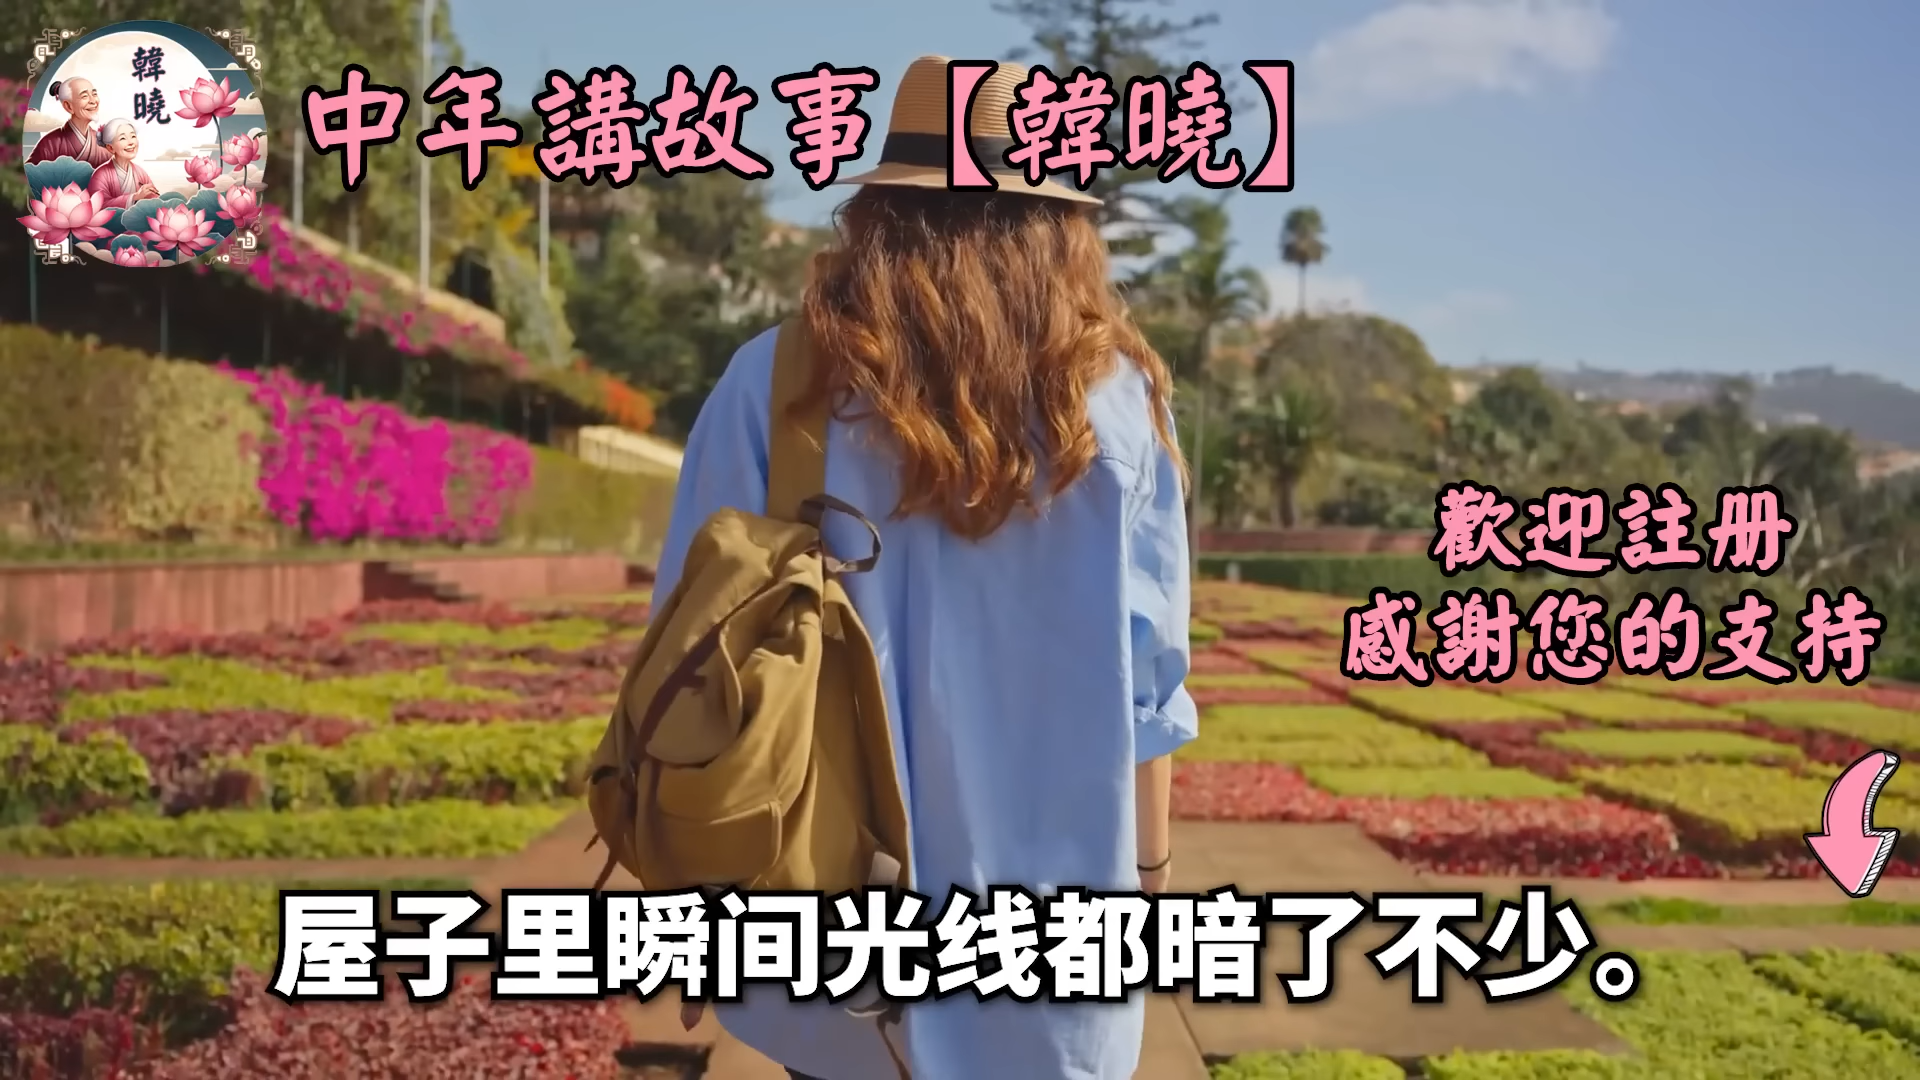 韓
曉
中年講故事【韓曉】
歡迎註册
感謝您的支持
屋子里瞬间光线都暗了不少。